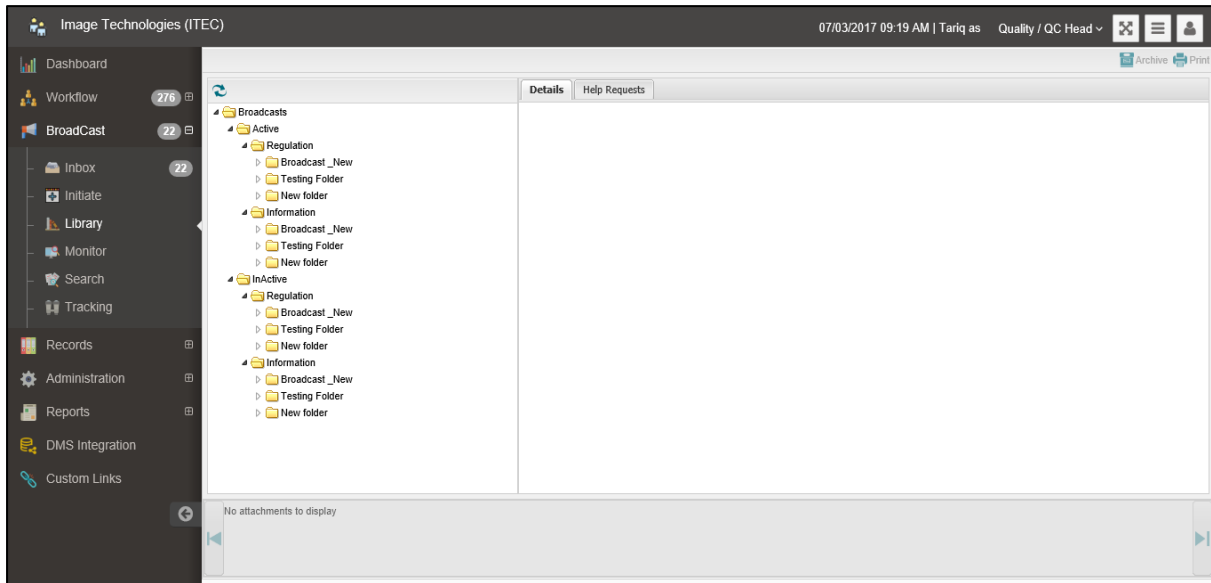 Image Technologies (ITEC)
07/03/2017 09:19 AM | Tariq as Quality / QC Head
Archive Print
Dashboard
Workflow 276
BroadCast 22
Inbox 22
Initiate
Library
Monitor
Search
Tracking
Records
Administration
Reports
DMS Integration
Custom Links
Broadcasts
Active
Regulation
Broadcast _New
Testing Folder
New folder
Information
Broadcast _New
Testing Folder
New folder
InActive
Regulation
Broadcast _New
Testing Folder
New folder
Information
Broadcast _New
Testing Folder
New folder
Details Help Requests
No attachments to display